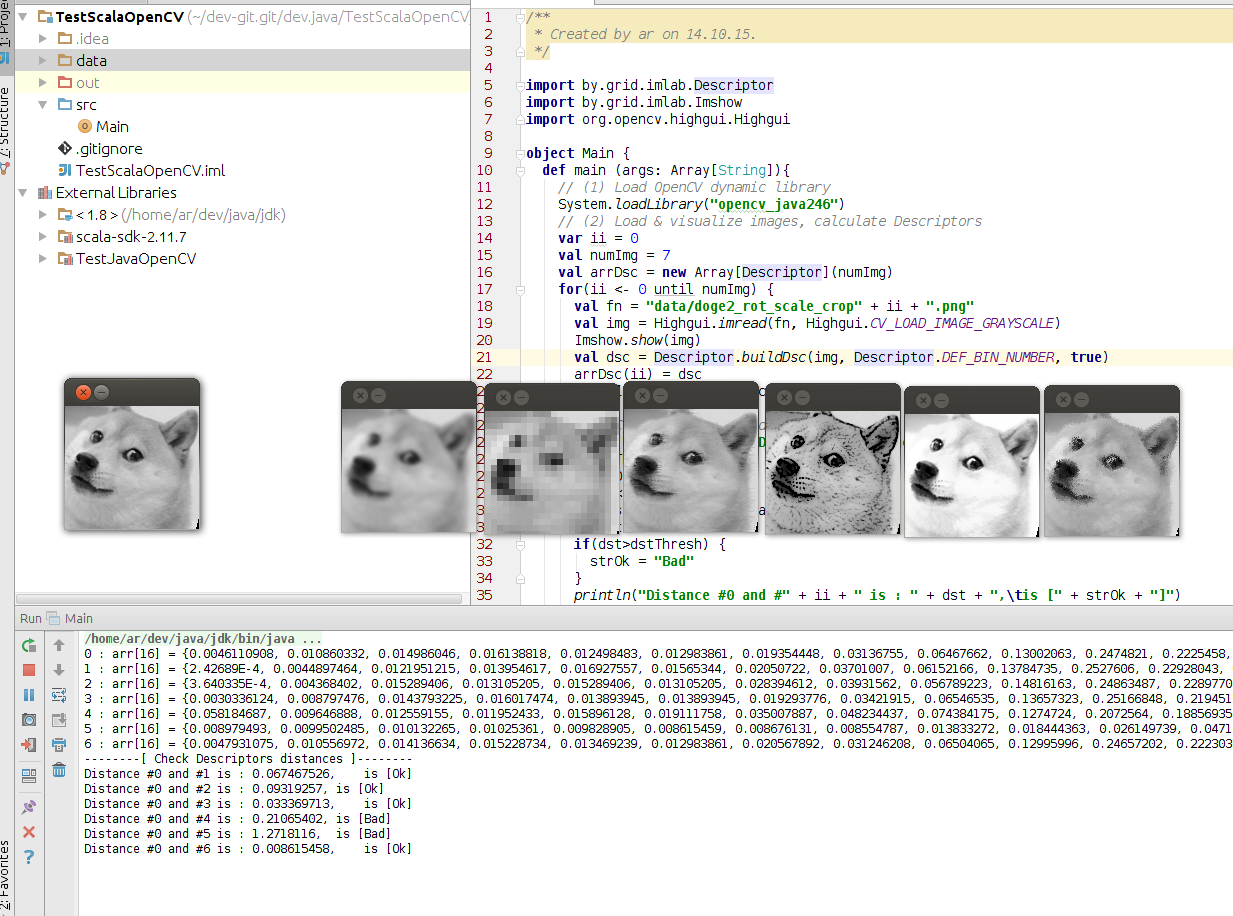 1: Project
TestScalaOpenCV (~/dev-git.git/dev.java/TestScalaOpenCV
.idea
data
out
src
Main
.gitignore
TestScalaOpenCV.iml
External Libraries
< 1.8 > (/home/ar/dev/java/jdk)
scala-sdk-2.11.7
TestJavaOpenCV
7: Structure
1 /**
2 * Created by ar on 14.10.15.
3 */
4
5 import by.grid.imlab.Descriptor
6 import by.grid.imlab.Imshow
7 import org.opencv.highgui.Highgui
8
9 object Main {
10 def main (args: Array[String]){
11 // (1) Load OpenCV dynamic library
12 System.loadLibrary("opencv_java246")
13 // (2) Load & visualize images, calculate Descriptors
14 var ii = 0
15 val numImg = 7
16 val arrDsc = new Array[Descriptor](numImg)
17 for(ii <- 0 until numImg) {
18 val fn = "data/doge2_rot_scale_crop" + ii + ".png"
19 val img = Highgui.imread(fn, Highgui.CV_LOAD_IMAGE_GRAYSCALE)
20 Imshow.show(img)
21 val dsc = Descriptor.buildDsc(img, Descriptor.DEF_BIN_NUMBER, true)
22 arrDsc(ii) = dsc
32 if(dst>dstThresh) {
33 strOk = "Bad"
34 }
35 println("Distance #0 and #" + ii + " is : " + dst + ",\tis [" + strOk + "]")
Run Main
/home/ar/dev/java/jdk/bin/java ...
0 : arr[16] = {0.0046110908, 0.010860332, 0.014986046, 0.016138818, 0.012498483, 0.012983861, 0.019354448, 0.03136755, 0.06467662, 0.13002063, 0.2474821, 0.2225458,
1 : arr[16] = {2.42689E-4, 0.0044897464, 0.0121951215, 0.013954617, 0.016927557, 0.01565344, 0.02050722, 0.03701007, 0.06152166, 0.13784735, 0.2527606, 0.22928043,
2 : arr[16] = {3.640335E-4, 0.004368402, 0.015289406, 0.013105205, 0.015289406, 0.013105205, 0.028394612, 0.03931562, 0.056789223, 0.14816163, 0.24863487, 0.2289770
3 : arr[16] = {0.0030336124, 0.008797476, 0.0143793225, 0.016017474, 0.013893945, 0.013893945, 0.019293776, 0.03421915, 0.06546535, 0.13657323, 0.25166848, 0.219451
4 : arr[16] = {0.058184687, 0.009646888, 0.012559155, 0.011952433, 0.015896128, 0.019111758, 0.035007887, 0.048234437, 0.074384175, 0.1274724, 0.2072564, 0.18856935
5 : arr[16] = {0.008979493, 0.0099502485, 0.010132265, 0.01025361, 0.009828905, 0.008615459, 0.008676131, 0.008554787, 0.013833272, 0.018444363, 0.026149739, 0.0471
6 : arr[16] = {0.0047931075, 0.010556972, 0.014136634, 0.015228734, 0.013469239, 0.012983861, 0.020567892, 0.031246208, 0.06504065, 0.12995996, 0.24657202, 0.222303
--------[ Check Descriptors distances ]--------
Distance #0 and #1 is : 0.067467526, is [Ok]
Distance #0 and #2 is : 0.09319257, is [Ok]
Distance #0 and #3 is : 0.033369713, is [Ok]
Distance #0 and #4 is : 0.21065402, is [Bad]
Distance #0 and #5 is : 1.2718116, is [Bad]
Distance #0 and #6 is : 0.008615458, is [Ok]
2: Favorites